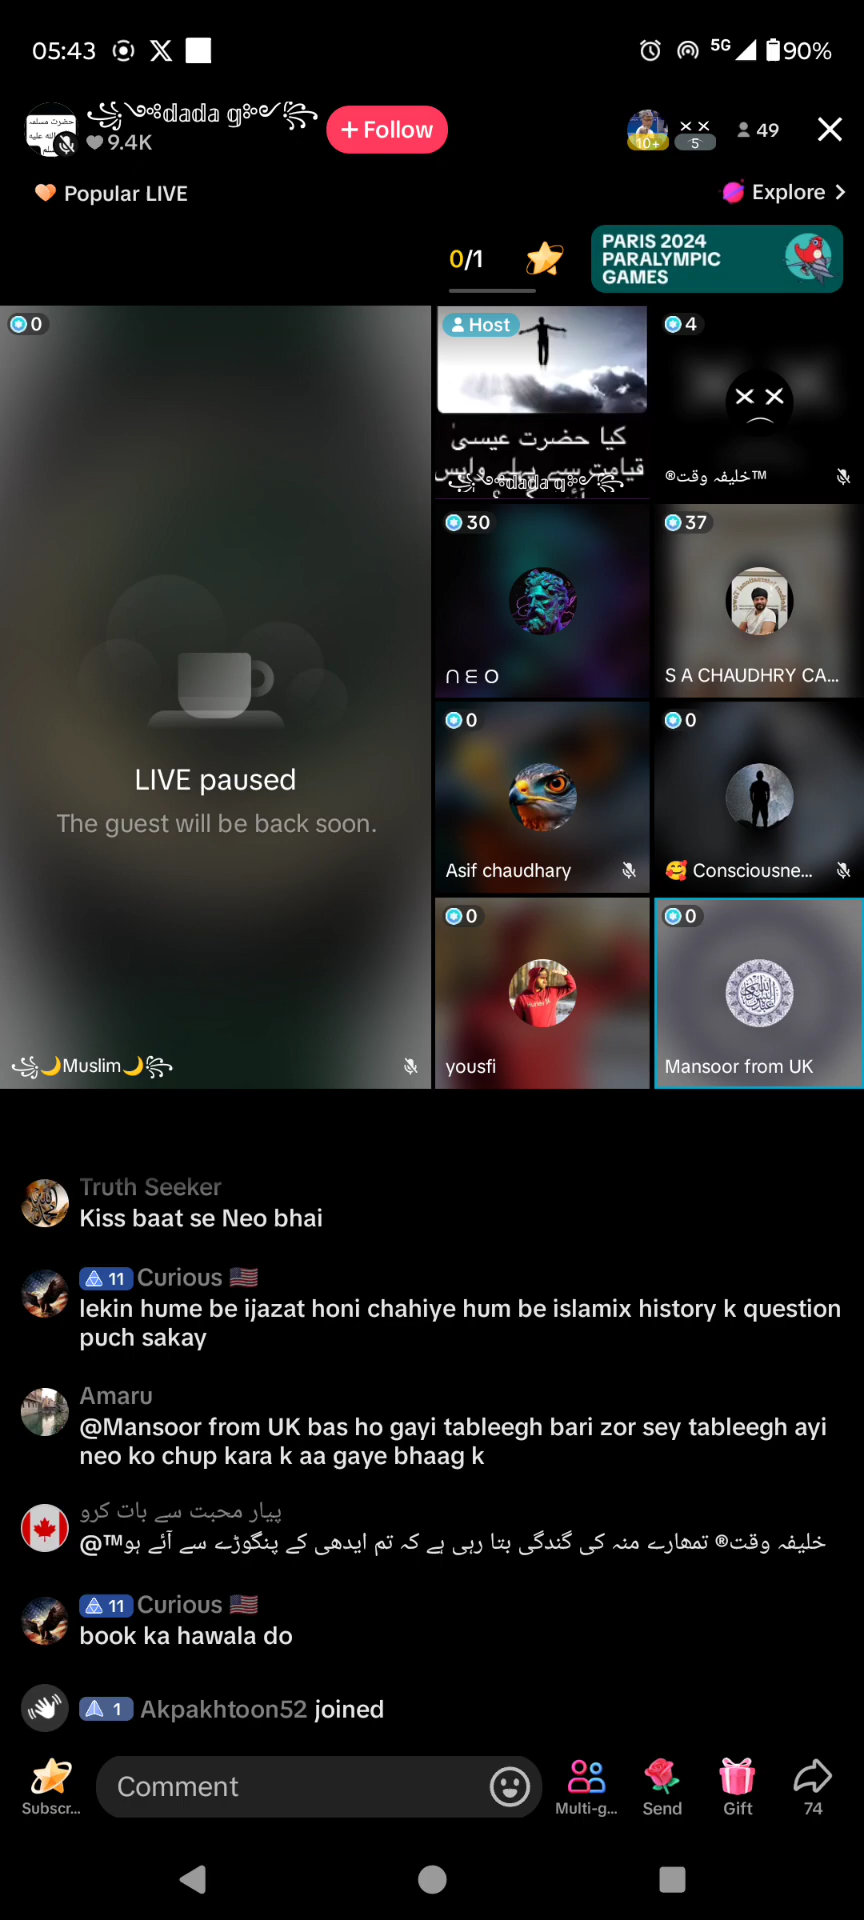 05:43
5G
90%
dada g
9.4K
+ Follow
10+
5
49
Popular LIVE
Explore
0/1
PARIS 2024
PARALYMPIC
GAMES
0
Host
4
کیا حضرت عیسیٰ
قیامت سے پہلے واپس
dada g
®خلیفہ وقت™
LIVE paused
The guest will be back soon.
30
37
ՈΞO
S A CHAUDHRY CA...
0
0
Asif chaudhary
🥰 Consciousne...
0
0
🌙Muslim🌙
yousfi
Mansoor from UK
Truth Seeker
Kiss baat se Neo bhai
11 Curious 🇺🇸
lekin hume be ijazat honi chahiye hum be islamix history k question
puch sakay
Amaru
@Mansoor from UK bas ho gayi tableegh bari zor sey tableegh ayi
neo ko chup kara k aa gaye bhaag k
پیار محبت سے بات کرو
@™خلیفہ وقت® تمھارے منہ کی گندگی بتا رہی ہے کہ تم ایدھی کے پنگوڑے سے آئے ہو
11 Curious 🇺🇸
book ka hawala do
1 Akpakhtoon52 joined
Comment
Subscr...
Multi-g...
Send
Gift
74